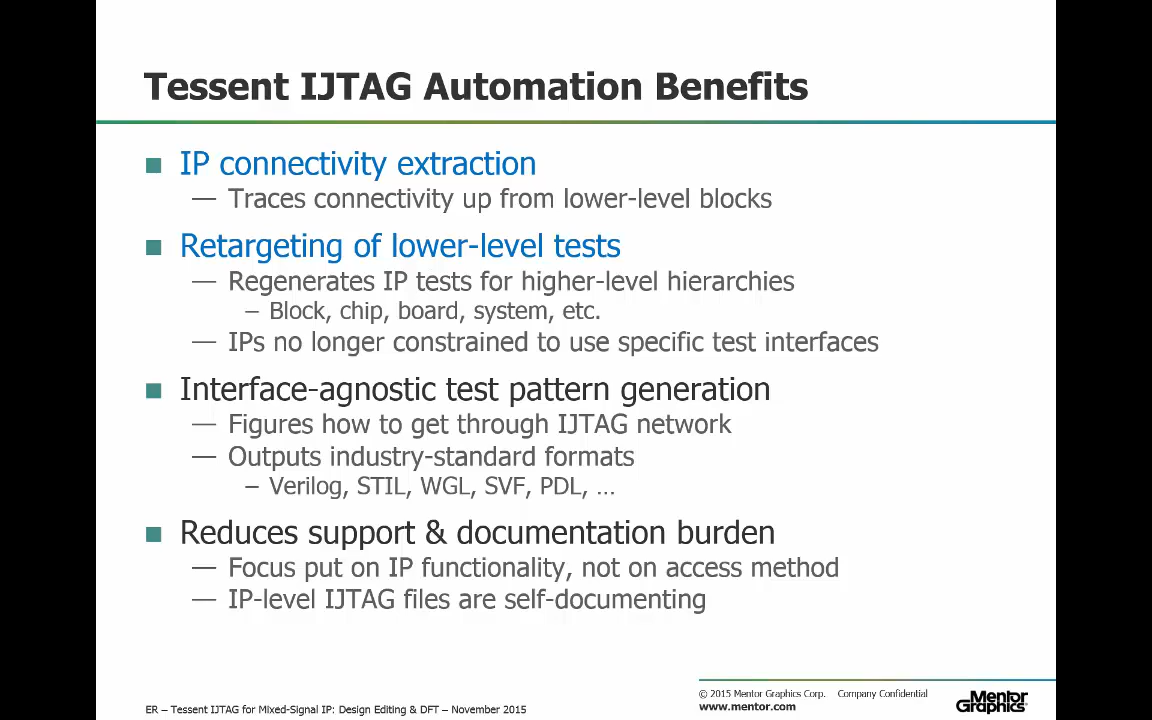 Tessent IJTAG Automation Benefits
IP connectivity extraction
— Traces connectivity up from lower-level blocks
Retargeting of lower-level tests
— Regenerates IP tests for higher-level hierarchies
– Block, chip, board, system, etc.
— IPs no longer constrained to use specific test interfaces
Interface-agnostic test pattern generation
— Figures how to get through IJTAG network
— Outputs industry-standard formats
– Verilog, STIL, WGL, SVF, PDL, ...
Reduces support & documentation burden
— Focus put on IP functionality, not on access method
— IP-level IJTAG files are self-documenting
ER – Tessent IJTAG for Mixed-Signal IP: Design Editing & DFT – November 2015
© 2015 Mentor Graphics Corp. Company Confidential
www.mentor.com
Mentor
Graphics